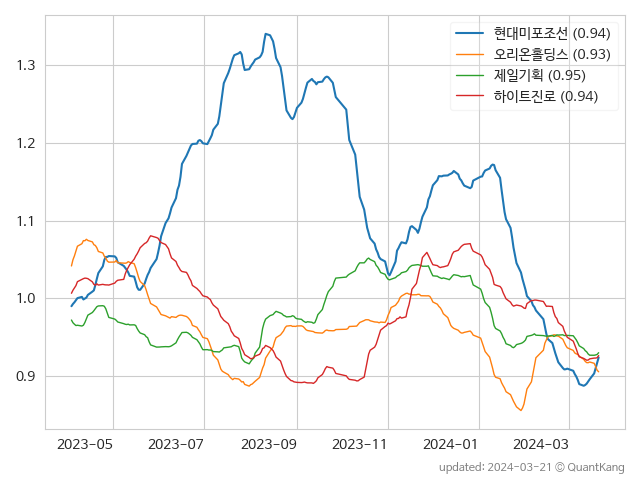 현대미포조선 (0.94)
오리온홀딩스 (0.93)
제일기획 (0.95)
하이트진로 (0.94)
1.3
1.2
1.1
1.0
0.9
2023-05 2023-07 2023-09 2023-11 2024-01 2024-03
updated: 2024-03-21 © QuantKang